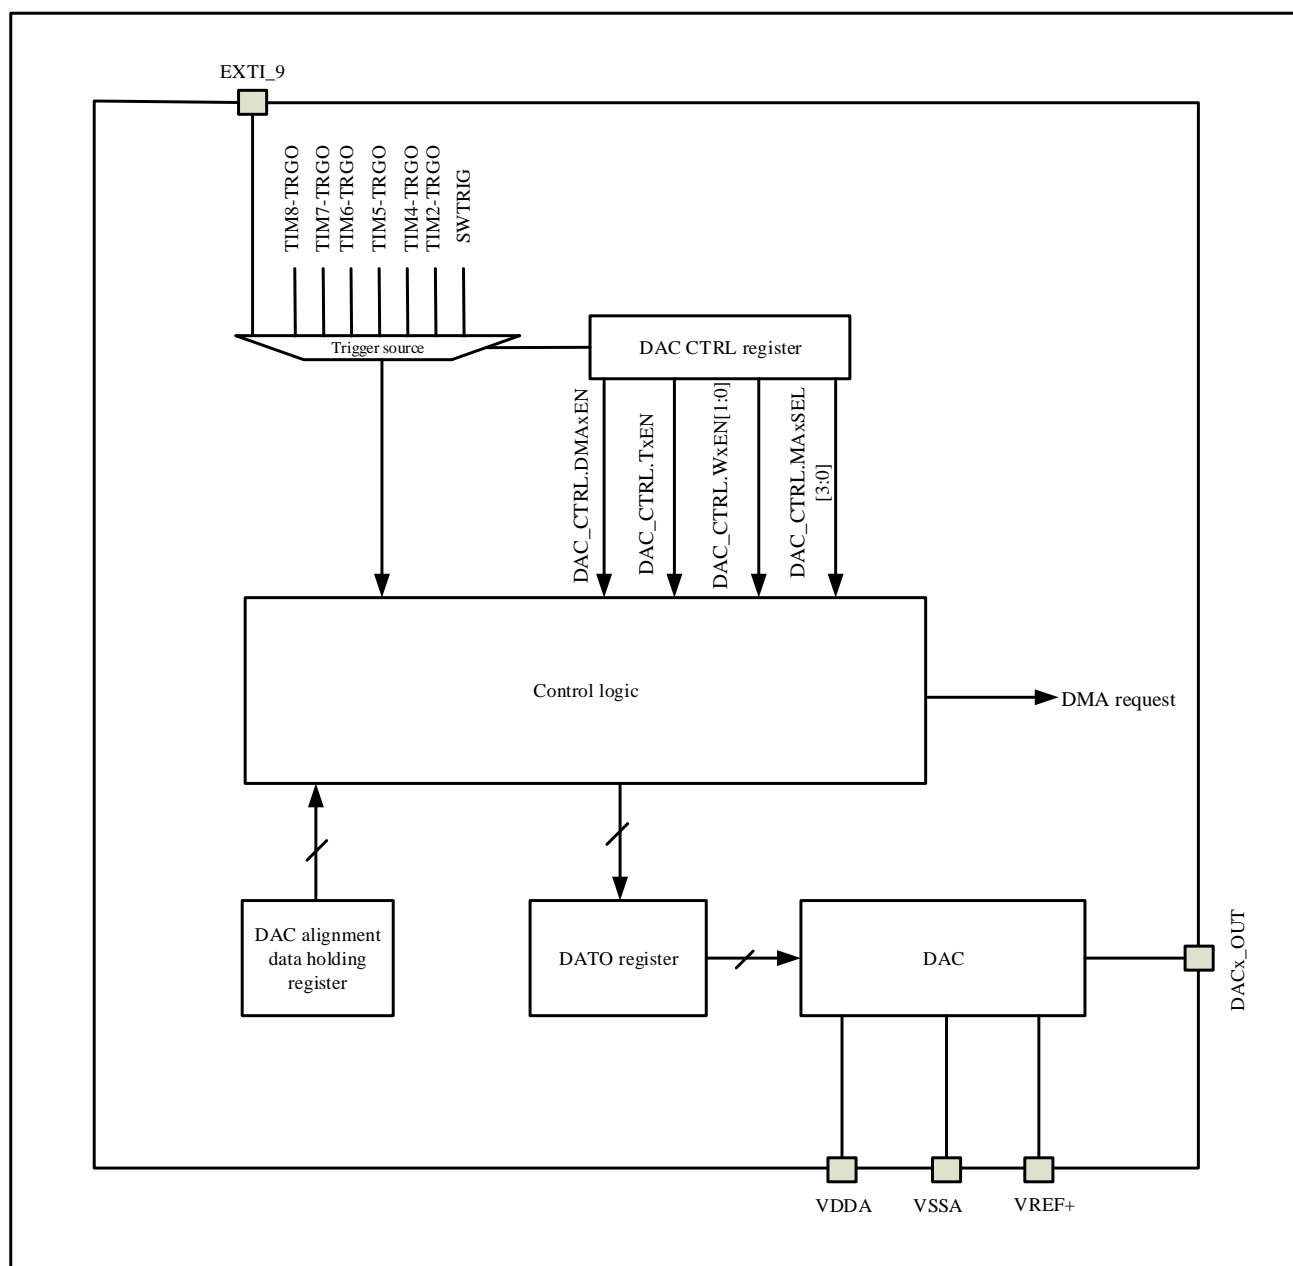 EXTI_9
TIM8-TRGO
TIM7-TRGO
TIM6-TRGO
TIM5-TRGO
TIM4-TRGO
TIM2-TRGO
SWTRIG
Trigger source
DAC CTRL register
DAC_CTRL.DMAxEN
DAC_CTRL.TxEN
DAC_CTRL.WxEN[1:0]
DAC_CTRL.MAxSEL
[3:0]
Control logic
DMA request
DAC alignment
data holding
register
DATO register
DAC
DACx_OUT
VDDA
VSSA
VREF+